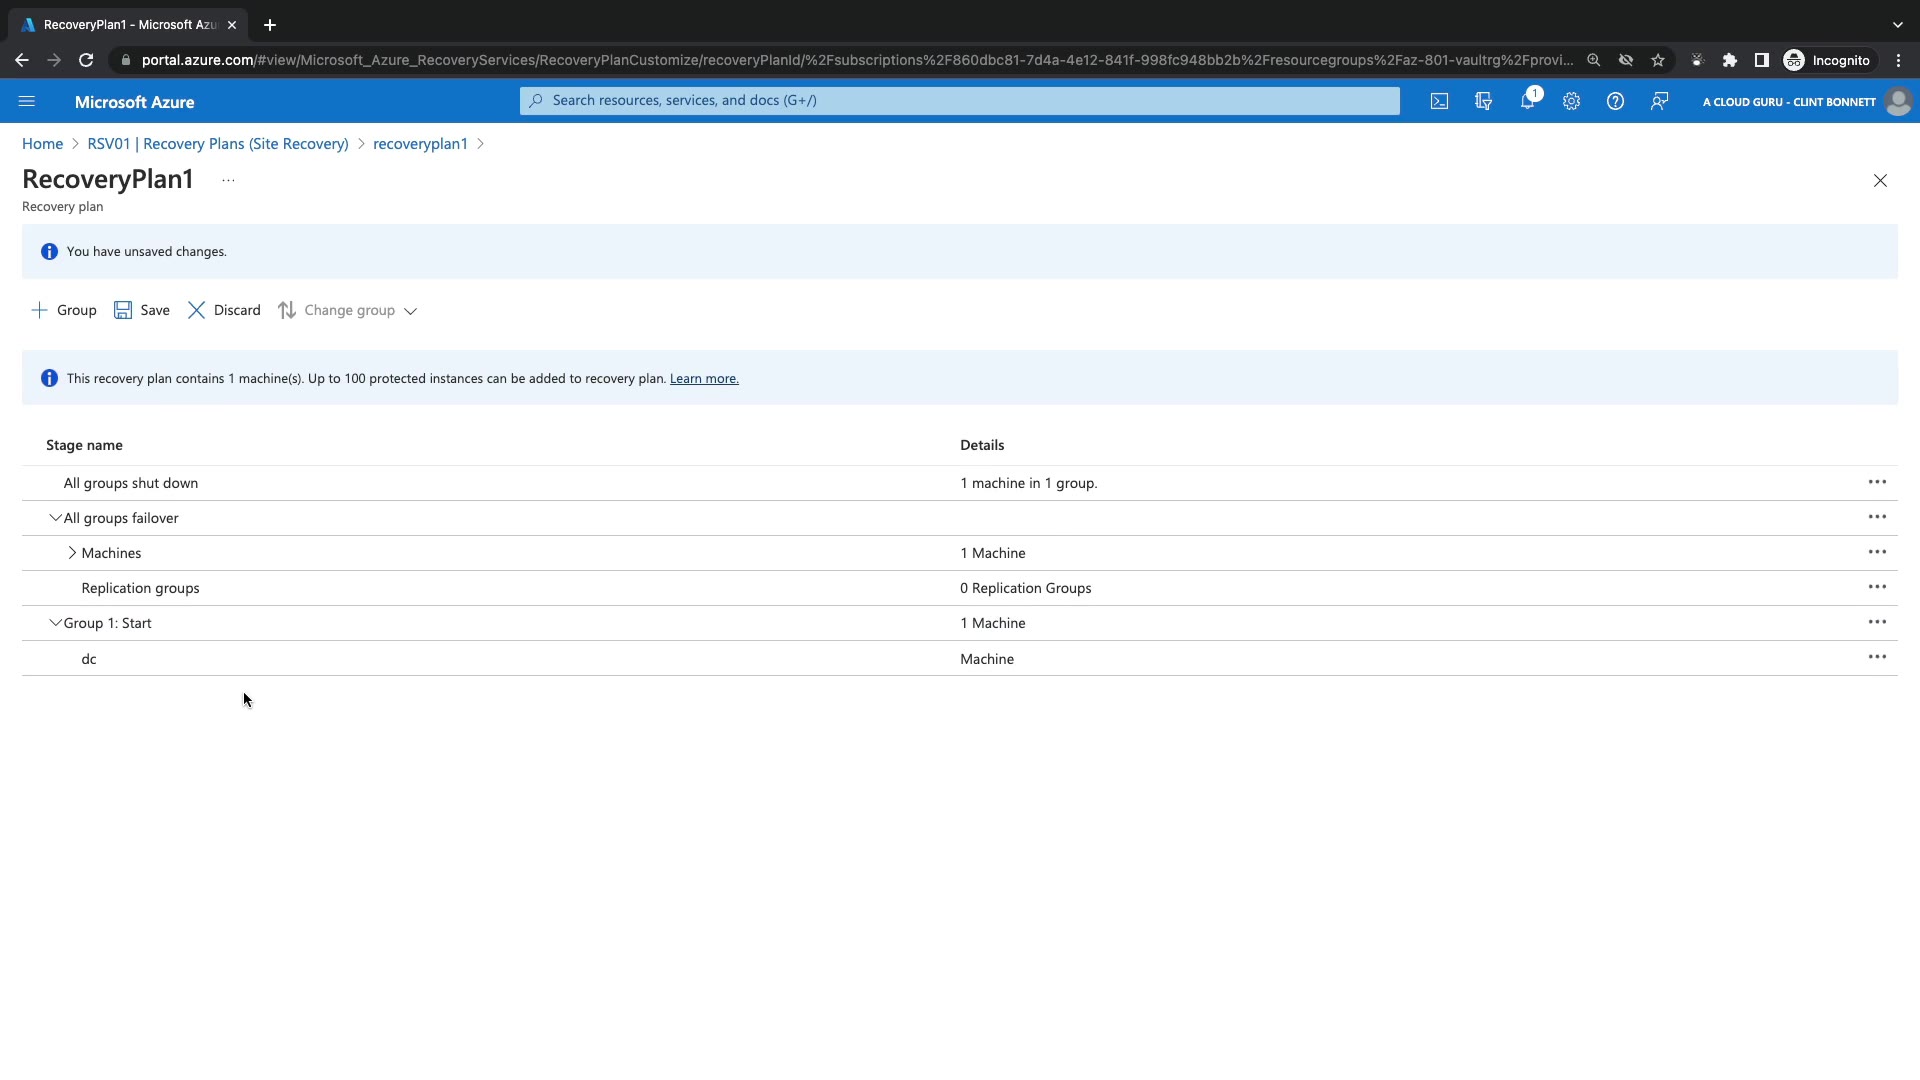 RecoveryPlan1 - Microsoft Azu
portal.azure.com/#view/Microsoft_Azure_RecoveryServices/RecoveryPlanCustomize/recoveryPlanId/%2Fsubscriptions%2F860dbc81-7d4a-4e12-841f-998fc948bb2b%2Fresourcegroups%2Faz-801-vaultrg%2Fprovi...
Incognito
Microsoft Azure
Search resources, services, and docs (G+/)
1
A CLOUD GURU - CLINT BONNETT
Home > RSV01 | Recovery Plans (Site Recovery) > recoveryplan1 >
RecoveryPlan1 ...
Recovery plan
You have unsaved changes.
Group Save Discard Change group
This recovery plan contains 1 machine(s). Up to 100 protected instances can be added to recovery plan. Learn more.
Stage name Details
All groups shut down 1 machine in 1 group.
All groups failover
Machines 1 Machine
Replication groups 0 Replication Groups
Group 1: Start 1 Machine
dc Machine